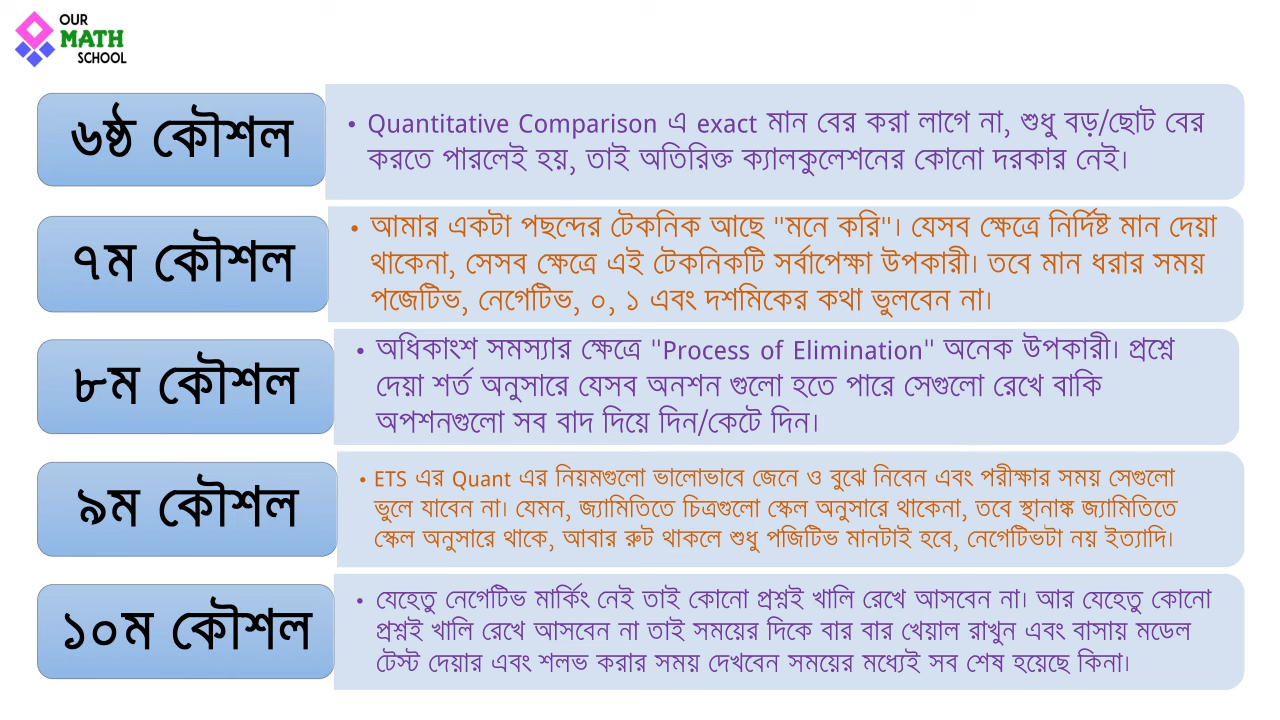 OUR
MATH
SCHOOL
৬ষ্ঠ কৌশল
• Quantitative Comparison এ exact মান বের করা লাগে না, শুধু বড়/ছোট বের
করতে পারলেই হয়, তাই অতিরিক্ত ক্যালকুলেশনের কোনো দরকার নেই।
৭ম কৌশল
• আমার একটা পছন্দের টেকনিক আছে "মনে করি"। যেসব ক্ষেত্রে নির্দিষ্ট মান দেয়া
থাকেনা, সেসব ক্ষেত্রে এই টেকনিকটি সর্বাপেক্ষা উপকারী। তবে মান ধরার সময়
পজেটিভ, নেগেটিভ, ০, ১ এবং দশমিকের কথা ভুলবেন না।
৮ম কৌশল
• অধিকাংশ সমস্যার ক্ষেত্রে "Process of Elimination" অনেক উপকারী। প্রশ্নে
দেয়া শর্ত অনুসারে যেসব অনশন গুলো হতে পারে সেগুলো রেখে বাকি
অপশনগুলো সব বাদ দিয়ে দিন/কেটে দিন।
৯ম কৌশল
• ETS এর Quant এর নিয়মগুলো ভালোভাবে জেনে ও বুঝে নিবেন এবং পরীক্ষার সময় সেগুলো
ভুলে যাবেন না। যেমন, জ্যামিতিতে চিত্রগুলো স্কেল অনুসারে থাকেনা, তবে স্থানাঙ্ক জ্যামিতিতে
স্কেল অনুসারে থাকে, আবার রুট থাকলে শুধু পজিটিভ মানটাই হবে, নেগেটিভটা নয় ইত্যাদি।
১০ম কৌশল
• যেহেতু নেগেটিভ মার্কিং নেই তাই কোনো প্রশ্নই খালি রেখে আসবেন না। আর যেহেতু কোনো
প্রশ্নই খালি রেখে আসবেন না তাই সময়ের দিকে বার বার খেয়াল রাখুন এবং বাসায় মডেল
টেস্ট দেয়ার এবং শলভ করার সময় দেখবেন সময়ের মধ্যেই সব শেষ হয়েছে কিনা।